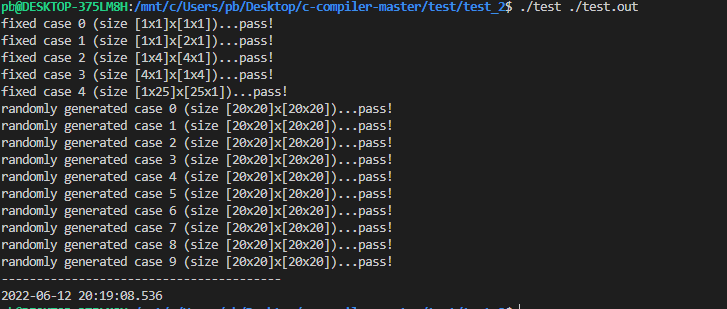 pb@DESKTOP-375LM8H:/mnt/c/Users/pb/Desktop/c-compiler-master/test/test_2$ ./test ./test.out
fixed case 0 (size [1x1]x[1x1])...pass!
fixed case 1 (size [1x1]x[2x1])...pass!
fixed case 2 (size [1x4]x[4x1])...pass!
fixed case 3 (size [4x1]x[1x4])...pass!
fixed case 4 (size [1x25]x[25x1])...pass!
randomly generated case 0 (size [20x20]x[20x20])...pass!
randomly generated case 1 (size [20x20]x[20x20])...pass!
randomly generated case 2 (size [20x20]x[20x20])...pass!
randomly generated case 3 (size [20x20]x[20x20])...pass!
randomly generated case 4 (size [20x20]x[20x20])...pass!
randomly generated case 5 (size [20x20]x[20x20])...pass!
randomly generated case 6 (size [20x20]x[20x20])...pass!
randomly generated case 7 (size [20x20]x[20x20])...pass!
randomly generated case 8 (size [20x20]x[20x20])...pass!
randomly generated case 9 (size [20x20]x[20x20])...pass!
----------------------------------------
2022-06-12 20:19:08.536